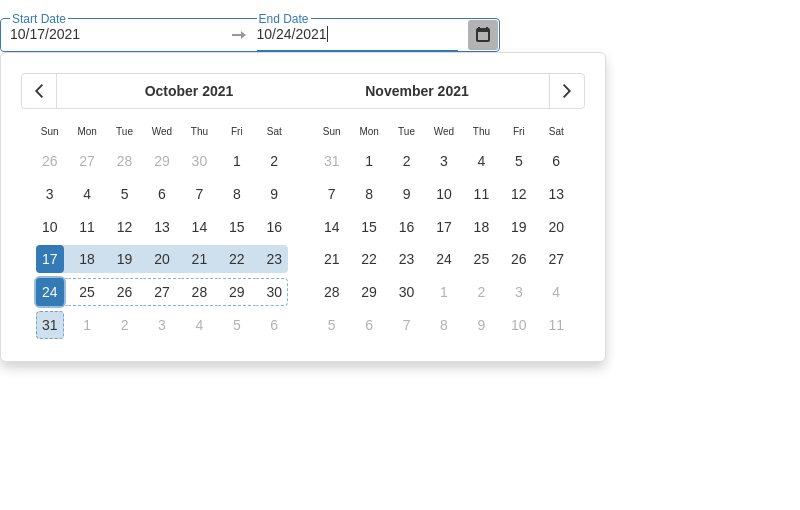 Start Date End Date
10/17/2021 10/24/2021
October 2021 November 2021
Sun Mon Tue Wed Thu Fri Sat Sun Mon Tue Wed Thu Fri Sat
26 27 28 29 30 1 2 31 1 2 3 4 5 6
3 4 5 6 7 8 9 7 8 9 10 11 12 13
10 11 12 13 14 15 16 14 15 16 17 18 19 20
17 18 19 20 21 22 23 21 22 23 24 25 26 27
24 25 26 27 28 29 30 28 29 30 1 2 3 4
31 1 2 3 4 5 6 5 6 7 8 9 10 11